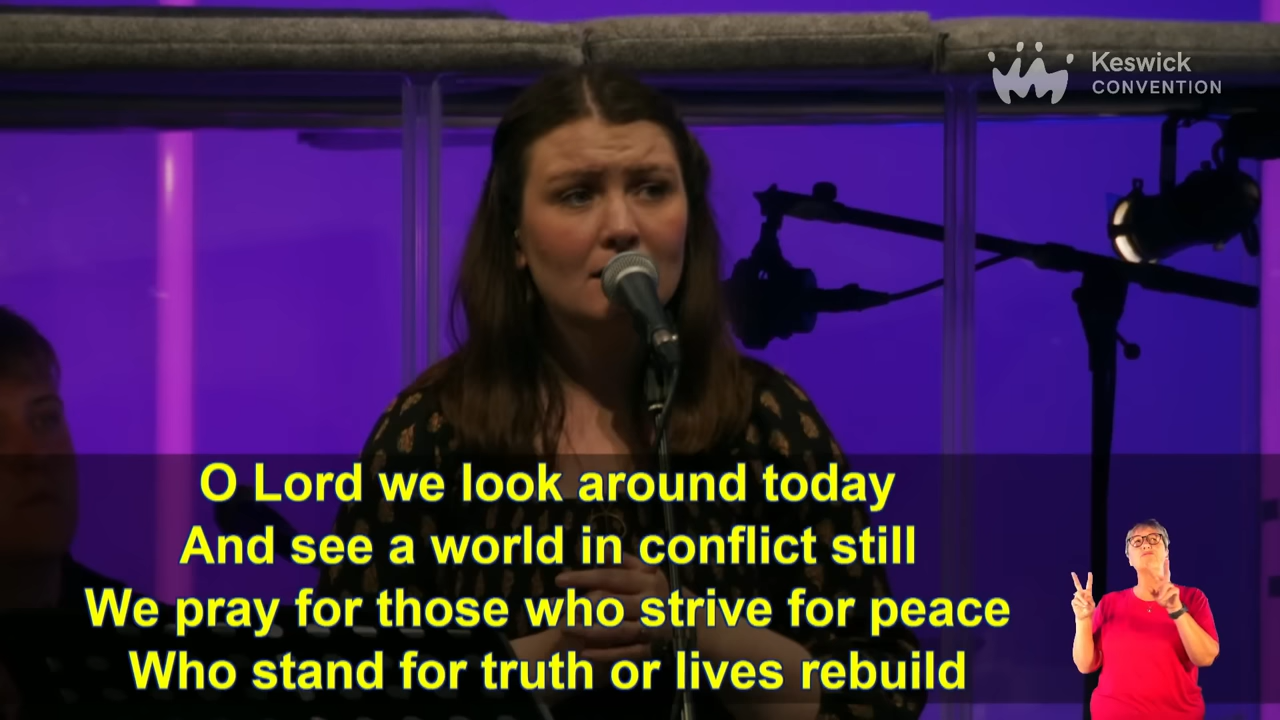 Keswick
CONVENTION
O Lord we look around today
And see a world in conflict still
We pray for those who strive for peace
Who stand for truth or lives rebuild